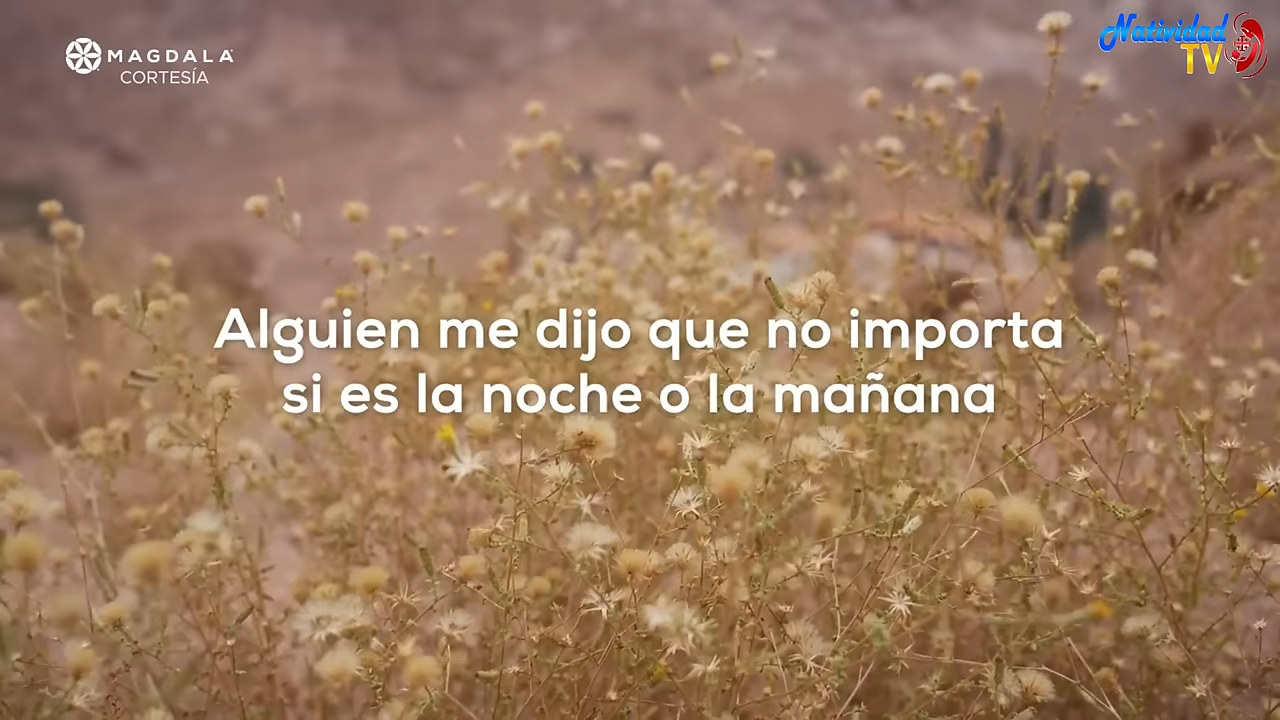 MAGDALA
CORTESÍA
Natividad
TV
Alguien me dijo que no importa
si es la noche o la mañana